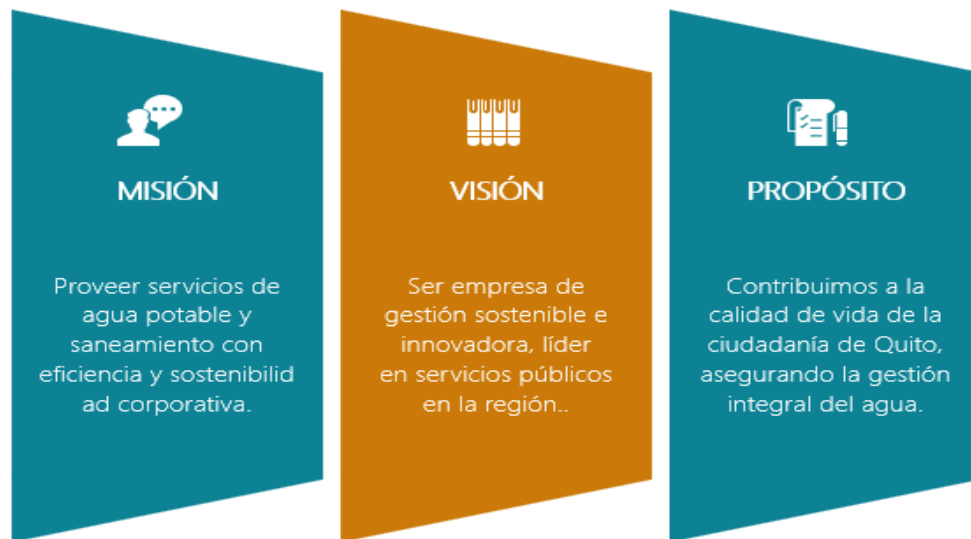 MISIÓN
Proveer servicios de
agua potable y
saneamiento con
eficiencia y sostenibilid
ad corporativa.
VISIÓN
Ser empresa de
gestión sostenible e
innovadora, líder
en servicios públicos
en la región..
PROPÓSITO
Contribuimos a la
calidad de vida de la
ciudadanía de Quito,
asegurando la gestión
integral del agua.